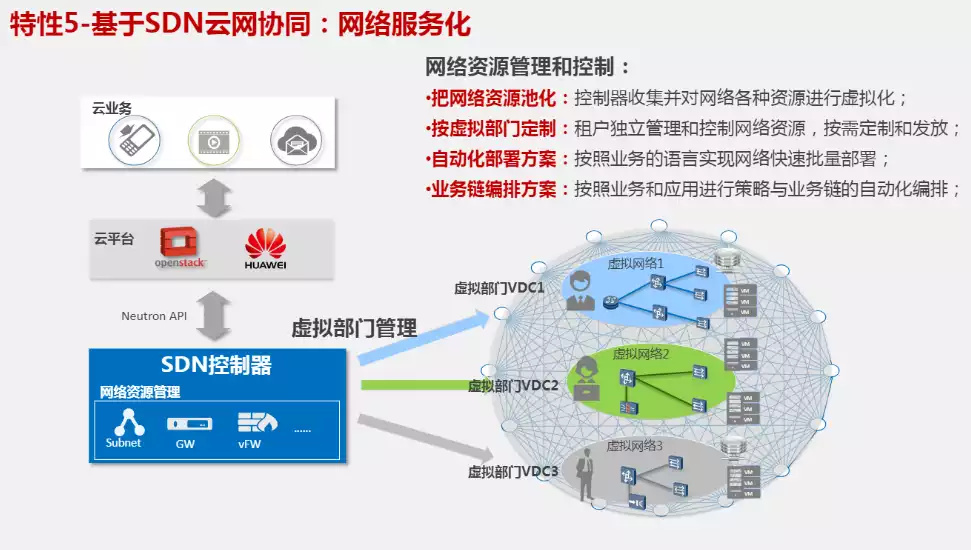 特性5-基于SDN云网协同：网络服务化
网络资源管理和控制：
•把网络资源池化：控制器收集并对网络各种资源进行虚拟化；
•按虚拟部门定制：租户独立管理和控制网络资源，按需定制和发放；
•自动化部署方案：按照业务的语言实现网络快速批量部署；
•业务链编排方案：按照业务和应用进行策略与业务链的自动化编排；
云业务
云平台
openstack
HUAWEI
Neutron API
虚拟部门管理
SDN控制器
网络资源管理
Subnet
GW
vFW
......
虚拟部门VDC1
虚拟网络1
VM
VM
虚拟部门VDC2
虚拟网络2
VM
VM
VM
VM
虚拟部门VDC3
虚拟网络3
VM
VM